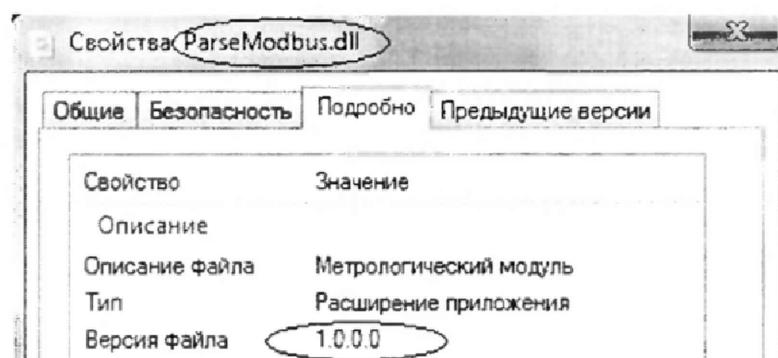 Свойства ParseModbus.dll
Общие Безопасность Подробно Предыдущие версии
Свойство Значение
Описание
Описание файла Метрологический модуль
Тип Расширение приложения
Версия файла 1.0.0.0